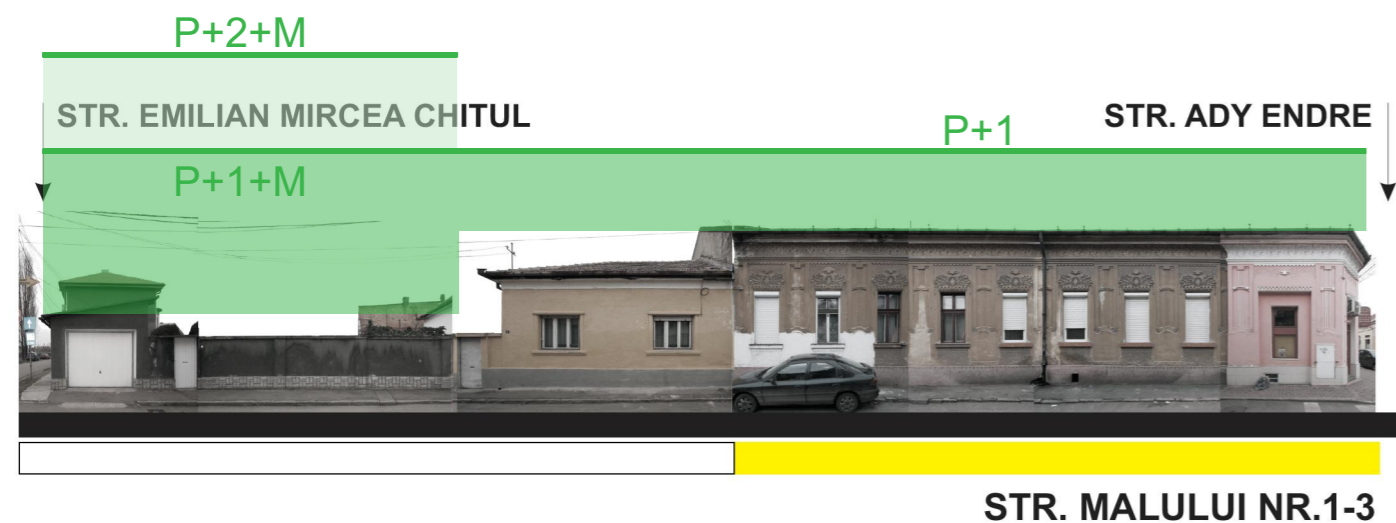 P+2+M
STR. EMILIAN MIRCEA CHITUL
P+1
STR. ADY ENDRE
P+1+M
STR. MALULUI NR.1-3